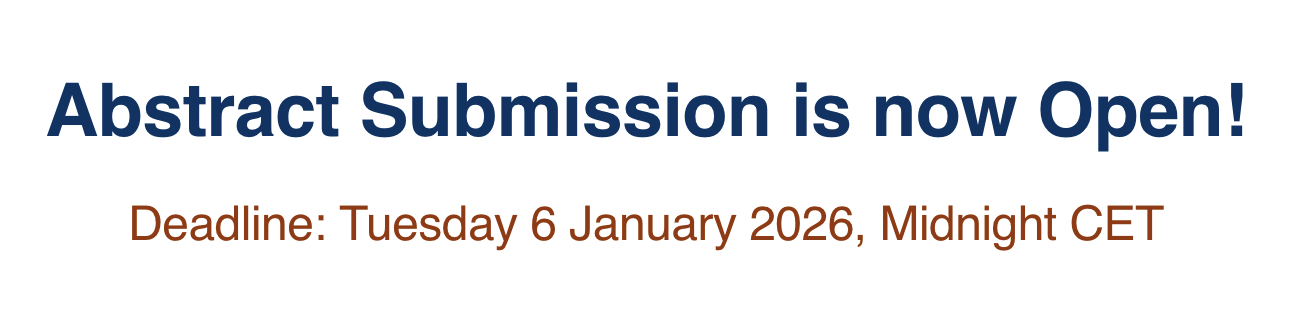 Abstract Submission is now Open!
Deadline: Tuesday 6 January 2026, Midnight CET